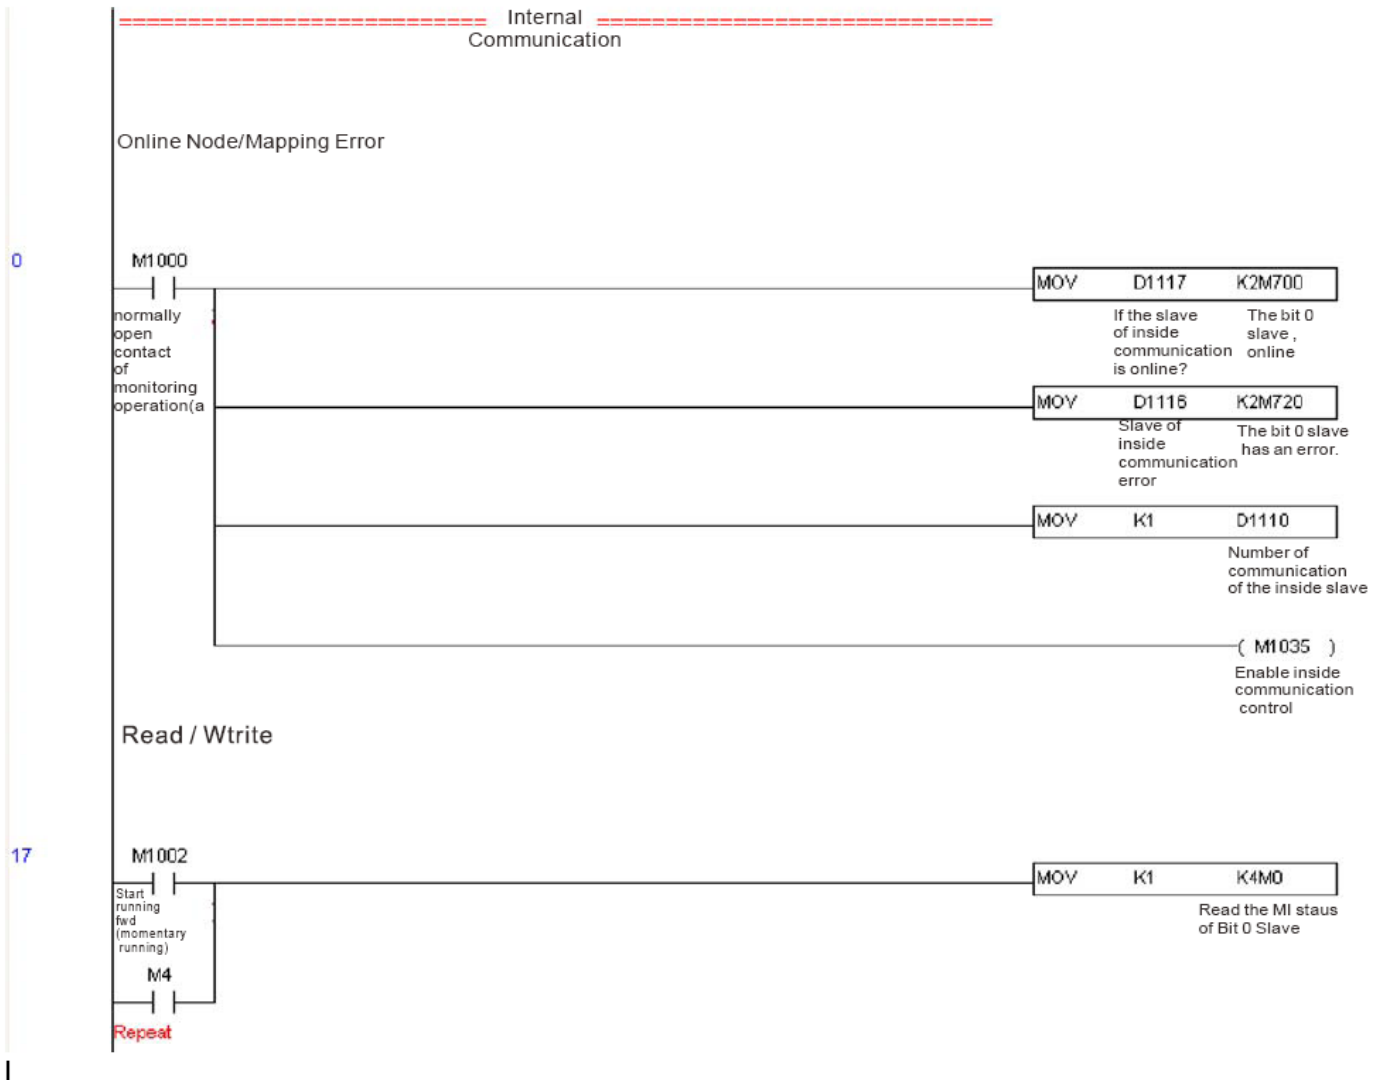 Internal
Communication
Online Node/Mapping Error
0
M1000
MOV D1117 K2M700
normally
open
contact
of
monitoring
operation(a
If the slave
of inside
communication
is online?
The bit 0
slave ,
online
MOV D1116 K2M720
Slave of
inside
communication
error
The bit 0 slave
has an error.
MOV K1 D1110
Number of
communication
of the inside slave
( M1035 )
Enable inside
communication
control
Read / Wtrite
17
M1002
MOV K1 K4M0
Start
running
fwd
(momentary
running)
Read the MI staus
of Bit 0 Slave
M4
Repeat